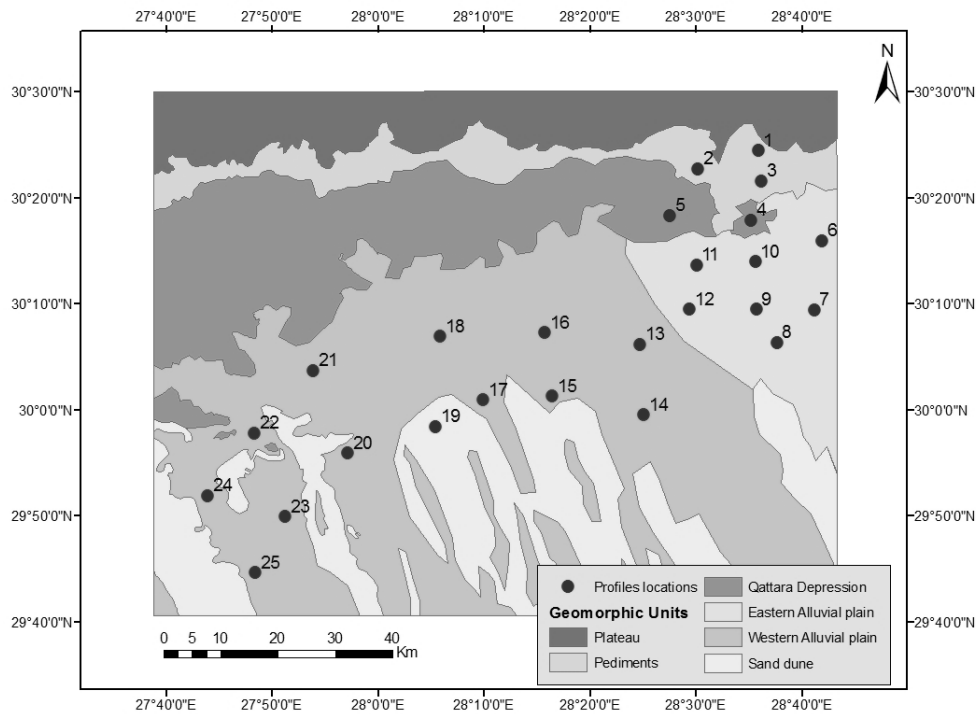 27°40'0"E 27°50'0"E 28°0'0"E 28°10'0"E 28°20'0"E 28°30'0"E 28°40'0"E
N
30°30'0"N 30°30'0"N
1
2
3
30°20'0"N 30°20'0"N
5 4
6
11 10
30°10'0"N 12 9 7 30°10'0"N
18 16 13 8
21
17 15
30°0'0"N 14 30°0'0"N
22 19
20
24
29°50'0"N 23 29°50'0"N
25
Profiles locations Qattara Depression
Geomorphic Units Eastern Alluvial plain
29°40'0"N Plateau Western Alluvial plain 29°40'0"N
0 5 10 20 30 40
Km
Pediments Sand dune
27°40'0"E 27°50'0"E 28°0'0"E 28°10'0"E 28°20'0"E 28°30'0"E 28°40'0"E